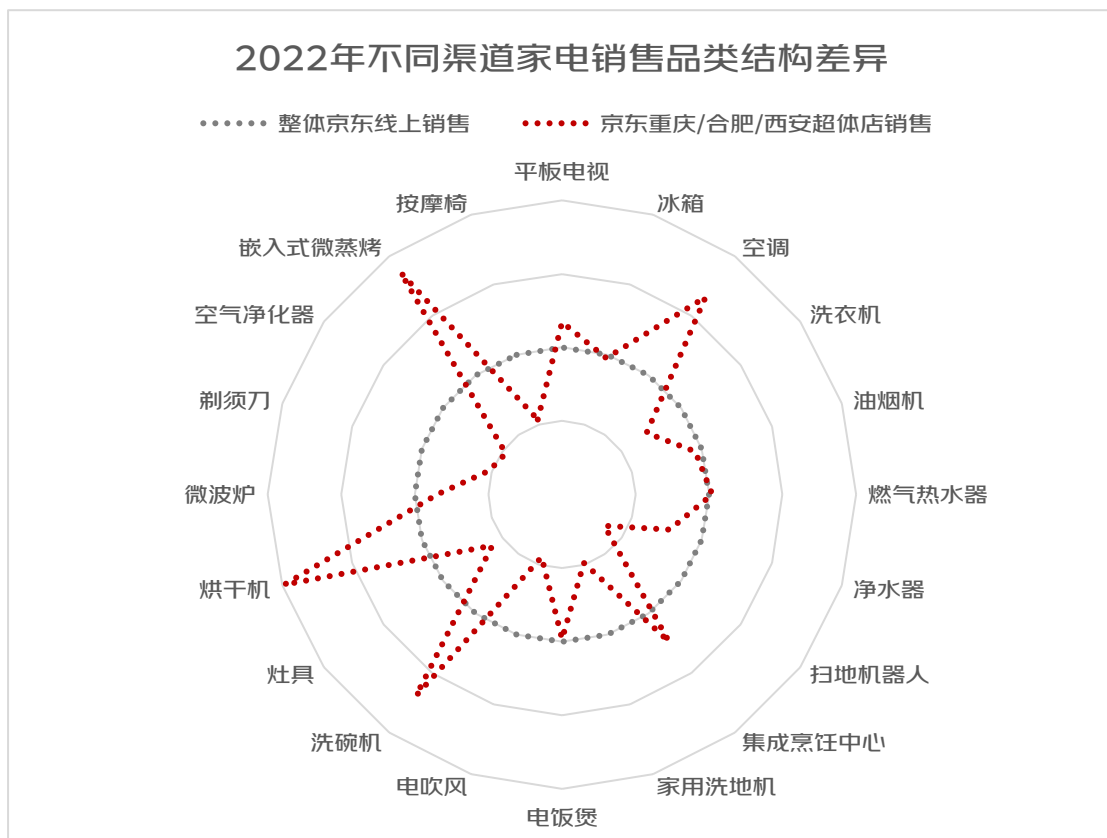 2022年不同渠道家电销售品类结构差异
整体京东线上销售
京东重庆/合肥/西安超体店销售
平板电视
冰箱
空调
洗衣机
油烟机
燃气热水器
净水器
扫地机器人
集成烹饪中心
家用洗地机
电饭煲
电吹风
洗碗机
灶具
烘干机
微波炉
剃须刀
空气净化器
嵌入式微蒸烤
按摩椅